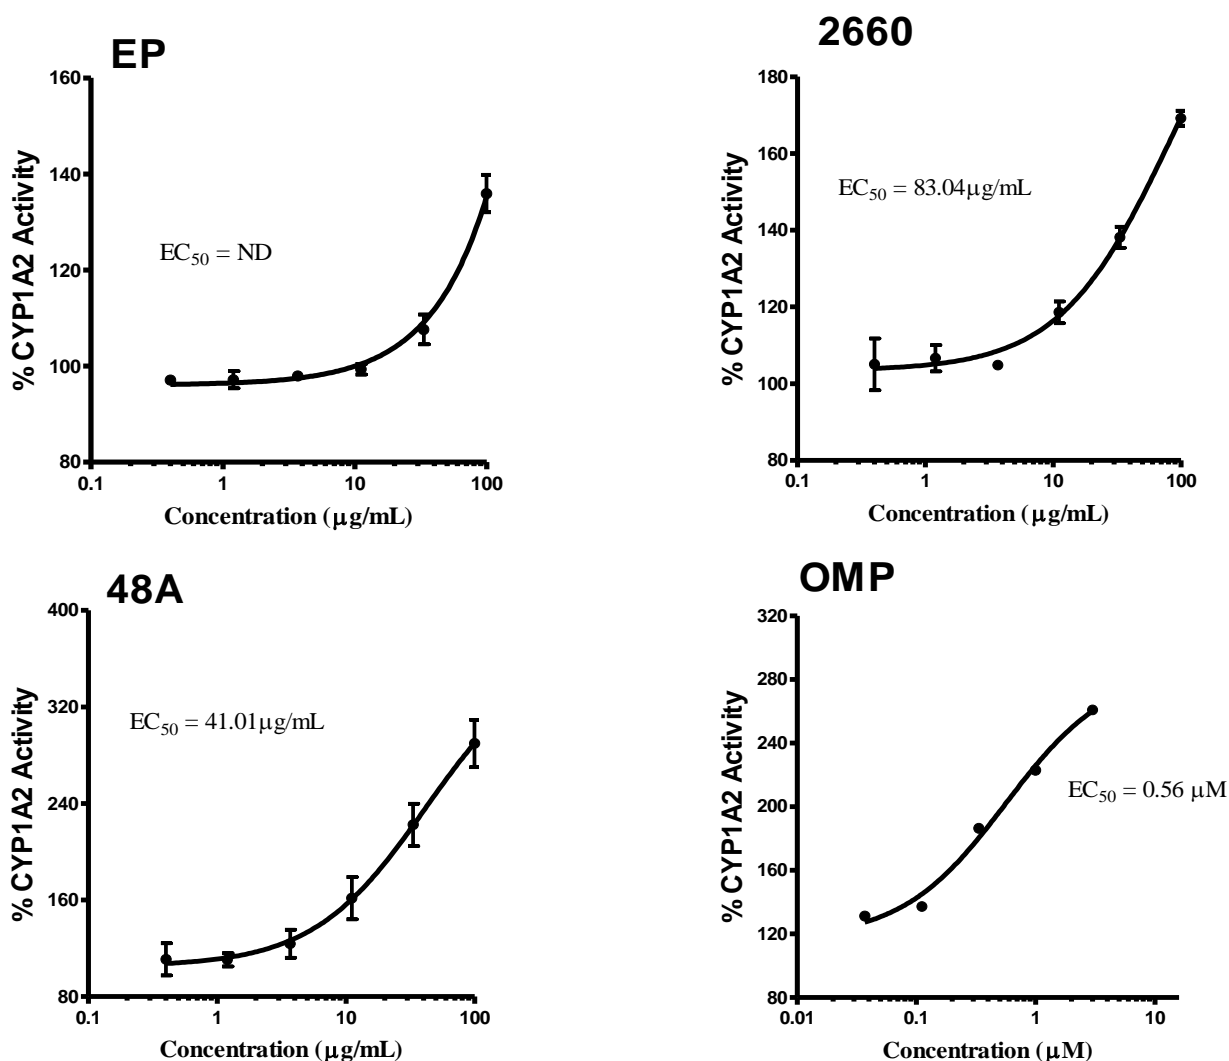 EP
160
140
120
100
80
0.1 1 10 100
% CYP1A2 Activity
EC50 = ND
Concentration (μg/mL)
2660
180
160
140
120
100
80
0.1 1 10 100
% CYP1A2 Activity
EC50 = 83.04μg/mL
Concentration (μg/mL)
48A
400
320
240
160
80
0.1 1 10 100
% CYP1A2 Activity
EC50 = 41.01μg/mL
Concentration (μg/mL)
OMP
320
280
240
200
160
120
80
0.01 0.1 1 10
% CYP1A2 Activity
EC50 = 0.56 μM
Concentration (μM)